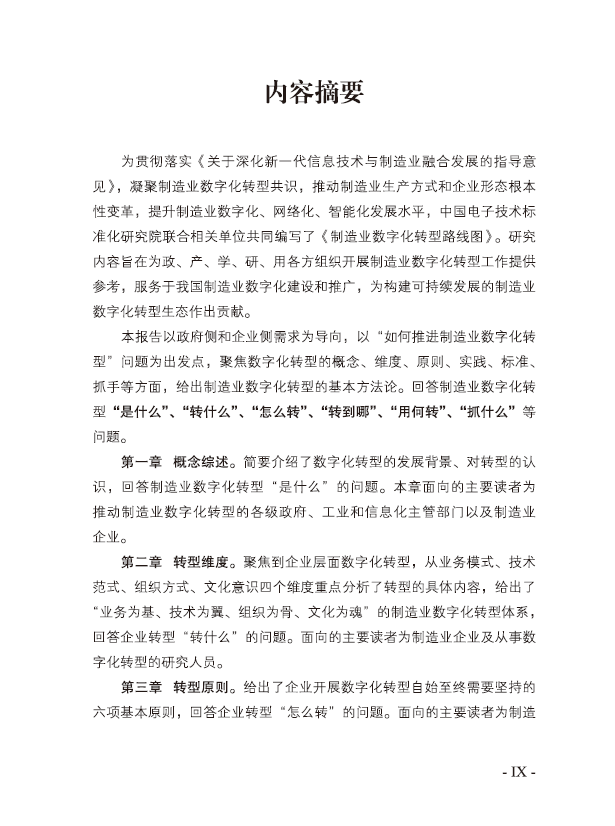 内容摘要
为贯彻落实《关于深化新一代信息技术与制造业融合发展的指导意
见》，凝聚制造业数字化转型共识，推动制造业生产方式和企业形态根本
性变革，提升制造业数字化、网络化、智能化发展水平，中国电子技术标
准化研究院联合相关单位共同编写了《制造业数字化转型路线图》。研究
内容旨在为政、产、学、研、用各方组织开展制造业数字化转型工作提供
参考，服务于我国制造业数字化建设和推广，为构建可持续发展的制造业
数字化转型生态作出贡献。
本报告以政府侧和企业侧需求为导向，以“如何推进制造业数字化转
型”问题为出发点，聚焦数字化转型的概念、维度、原则、实践、标准、
抓手等方面，给出制造业数字化转型的基本方法论。回答制造业数字化转
型“是什么”、“转什么”、“怎么转”、“转到哪”、“用何转”、“抓什么”等
问题。
第一章 概念综述。简要介绍了数字化转型的发展背景、对转型的认
识，回答制造业数字化转型“是什么”的问题。本章面向的主要读者为
推动制造业数字化转型的各级政府、工业和信息化主管部门以及制造业
企业。
第二章 转型维度。聚焦到企业层面数字化转型，从业务模式、技术
范式、组织方式、文化意识四个维度重点分析了转型的具体内容，给出了
“业务为基、技术为翼、组织为骨、文化为魂”的制造业数字化转型体系，
回答企业转型“转什么”的问题。面向的主要读者为制造业企业及从事数
字化转型的研究人员。
第三章 转型原则。给出了企业开展数字化转型自始至终需要坚持的
六项基本原则，回答企业转型“怎么转”的问题。面向的主要读者为制造
- IX -